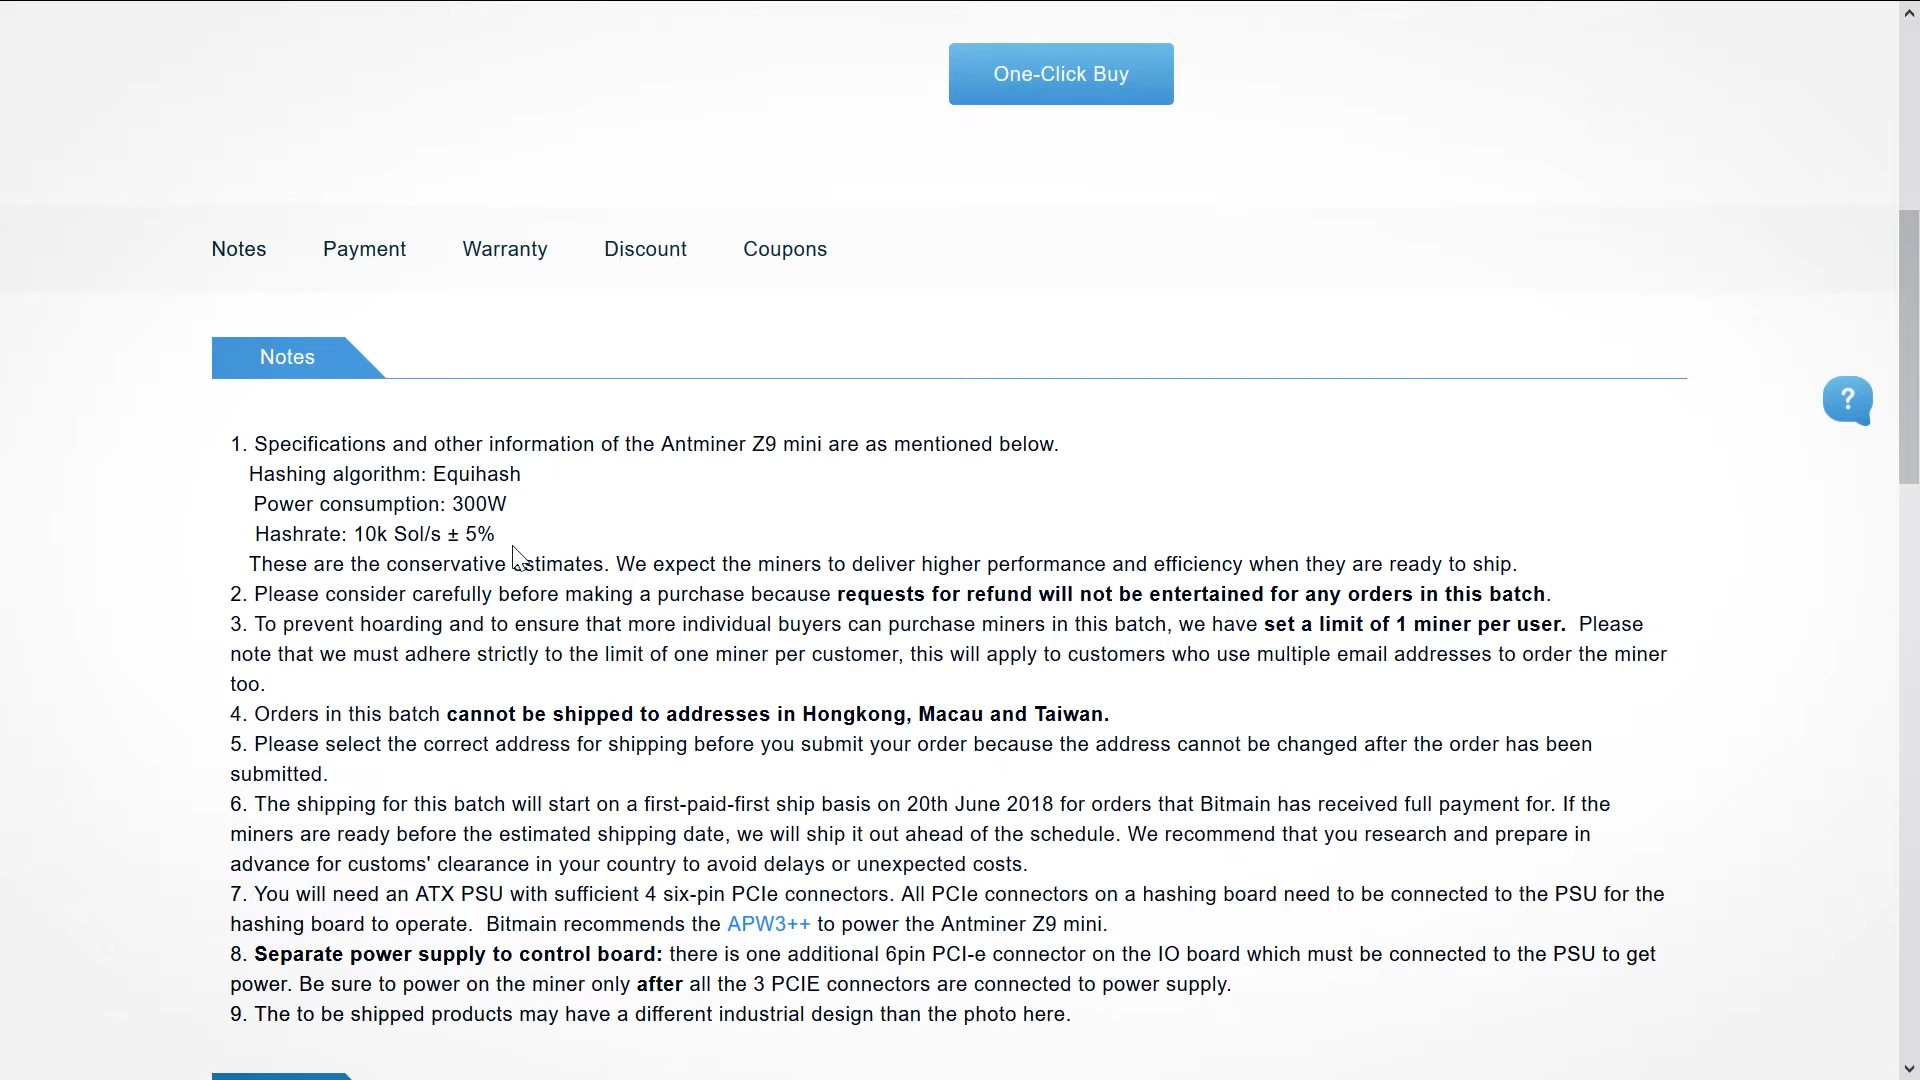 One-Click Buy
Notes Payment Warranty Discount Coupons
Notes
?
1. Specifications and other information of the Antminer Z9 mini are as mentioned below.
Hashing algorithm: Equihash
Power consumption: 300W
Hashrate: 10k Sol/s ± 5%
These are the conservative estimates. We expect the miners to deliver higher performance and efficiency when they are ready to ship.
2. Please consider carefully before making a purchase because requests for refund will not be entertained for any orders in this batch.
3. To prevent hoarding and to ensure that more individual buyers can purchase miners in this batch, we have set a limit of 1 miner per user. Please
note that we must adhere strictly to the limit of one miner per customer, this will apply to customers who use multiple email addresses to order the miner
too.
4. Orders in this batch cannot be shipped to addresses in Hongkong, Macau and Taiwan.
5. Please select the correct address for shipping before you submit your order because the address cannot be changed after the order has been
submitted.
6. The shipping for this batch will start on a first-paid-first ship basis on 20th June 2018 for orders that Bitmain has received full payment for. If the
miners are ready before the estimated shipping date, we will ship it out ahead of the schedule. We recommend that you research and prepare in
advance for customs' clearance in your country to avoid delays or unexpected costs.
7. You will need an ATX PSU with sufficient 4 six-pin PCIe connectors. All PCIe connectors on a hashing board need to be connected to the PSU for the
hashing board to operate. Bitmain recommends the APW3++ to power the Antminer Z9 mini.
8. Separate power supply to control board: there is one additional 6pin PCI-e connector on the IO board which must be connected to the PSU to get
power. Be sure to power on the miner only after all the 3 PCIE connectors are connected to power supply.
9. The to be shipped products may have a different industrial design than the photo here.